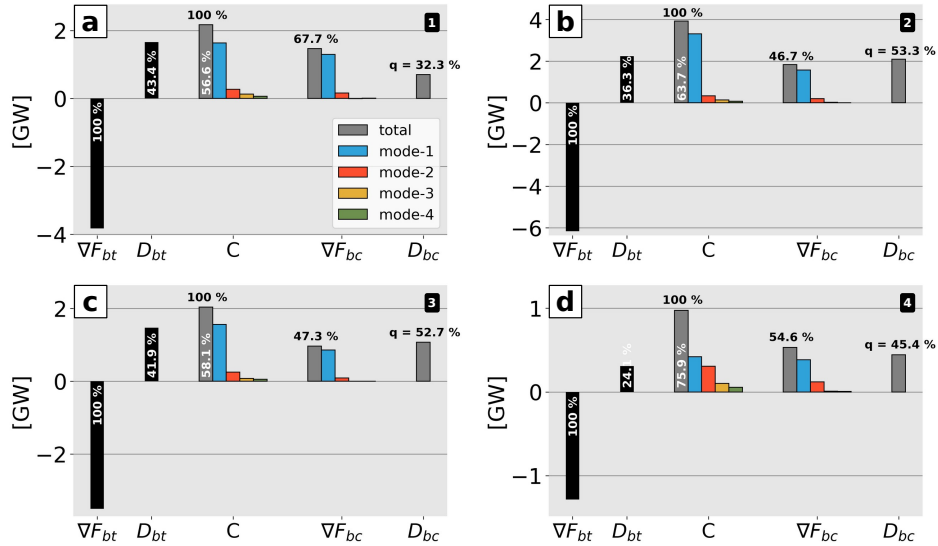 a
1
100 %
67.7 %
q = 32.3 %
[GW]
2
0
−2
−4
100 %
43.4 %
56.6 %
total
mode-1
mode-2
mode-3
mode-4
∇F_bt
D_bt
C
∇F_bc
D_bc
b
2
100 %
46.7 %
q = 53.3 %
[GW]
4
2
0
−2
−4
−6
100 %
36.3 %
63.7 %
∇F_bt
D_bt
C
∇F_bc
D_bc
c
3
100 %
47.3 %
q = 52.7 %
[GW]
2
0
−2
100 %
41.9 %
58.1 %
∇F_bt
D_bt
C
∇F_bc
D_bc
d
4
100 %
54.6 %
q = 45.4 %
[GW]
1
0
−1
100 %
24.1 %
75.9 %
∇F_bt
D_bt
C
∇F_bc
D_bc